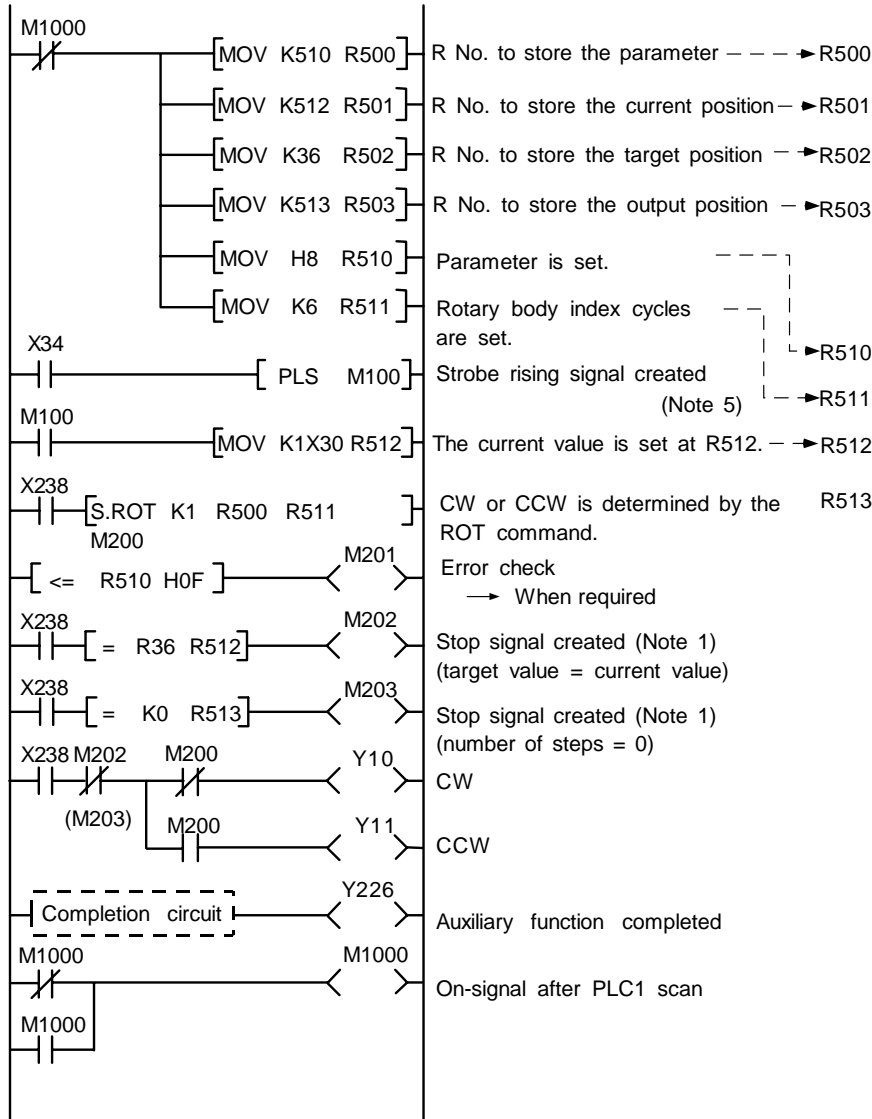 M1000
MOV K510 R500 R No. to store the parameter R500
MOV K512 R501 R No. to store the current position R501
MOV K36 R502 R No. to store the target position R502
MOV K513 R503 R No. to store the output position R503
MOV H8 R510 Parameter is set.
MOV K6 R511 Rotary body index cycles
are set.
R510
X34
PLS M100 Strobe rising signal created
(Note 5) R511
M100
MOV K1X30 R512 The current value is set at R512. R512
X238
S.ROT K1 R500 R511 CW or CCW is determined by the R513
M200 ROT command.
M201
<= R510 H0F Error check
→ When required
X238 M202
= R36 R512 Stop signal created (Note 1)
(target value = current value)
X238 M203
= K0 R513 Stop signal created (Note 1)
(number of steps = 0)
X238 M202 M200 Y10
CW
(M203) M200 Y11
CCW
Y226
Completion circuit Auxiliary function completed
M1000 M1000
On-signal after PLC1 scan
M1000